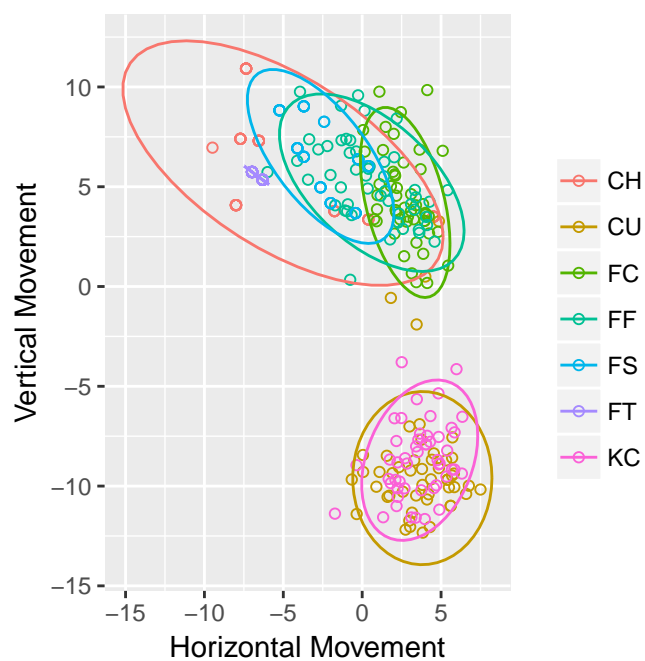 10
5
0
−5
−10
−15
−15 −10 −5 0 5
Horizontal Movement
Vertical Movement
CH
CU
FC
FF
FS
FT
KC